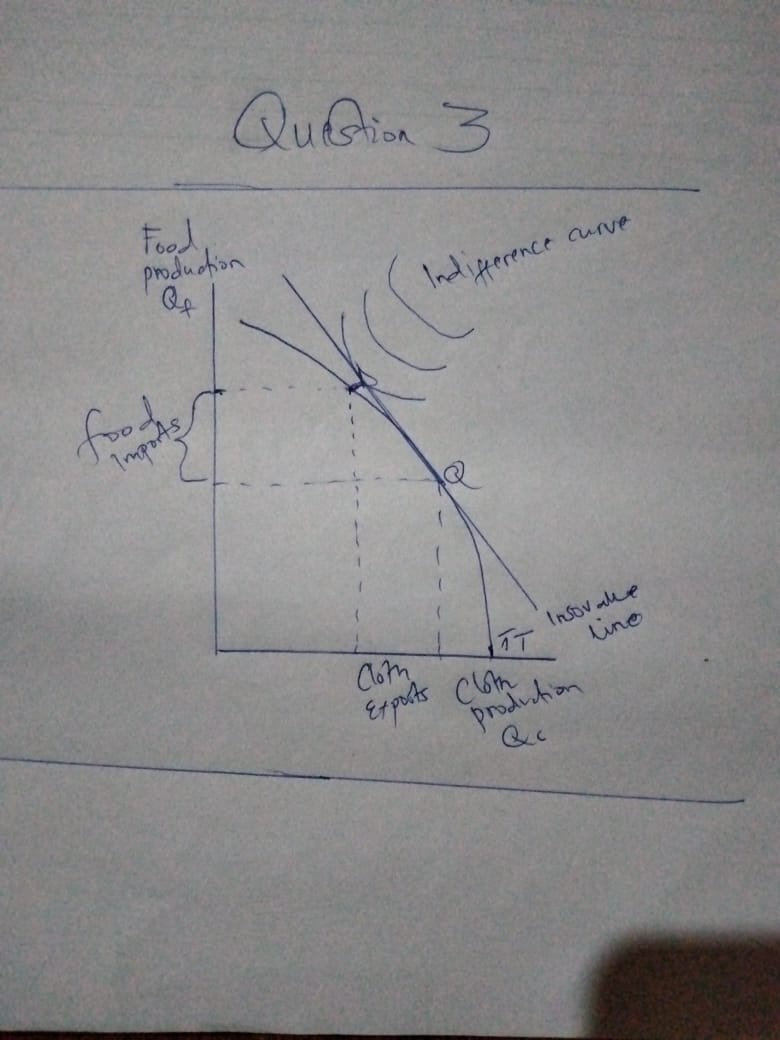 Question 3
Food
production
Qf
Indifference curve
food
imports
D
Q
Isovalue
line
TT
Cloth
Exports
Cloth
production
Qc